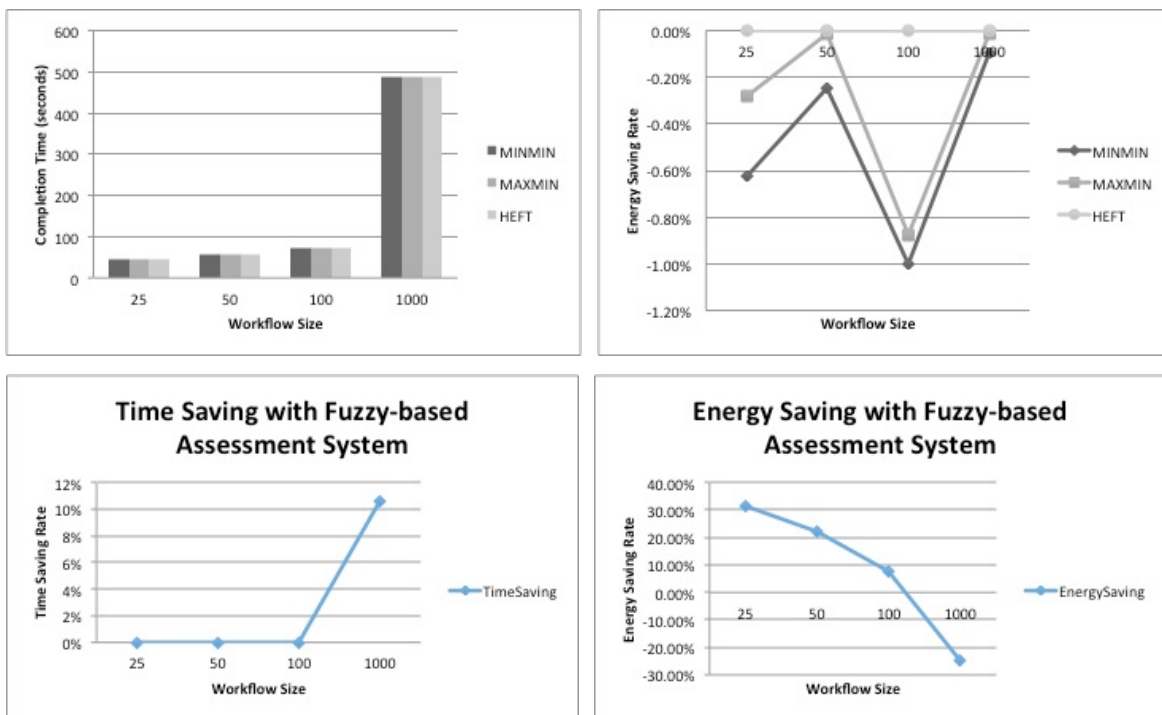 600
500
400
300
200
100
0
Completion Time (seconds)
25 50 100 1000
Workflow Size
MINMIN
MAXMIN
HEFT
0.00%
-0.20%
-0.40%
-0.60%
-0.80%
-1.00%
-1.20%
Energy Saving Rate
25 50 100 1000
Workflow Size
MINMIN
MAXMIN
HEFT
Time Saving with Fuzzy-based
Assessment System
12%
10%
8%
6%
4%
2%
0%
Time Saving Rate
25 50 100 1000
Workflow Size
TimeSaving
Energy Saving with Fuzzy-based
Assessment System
40.00%
30.00%
20.00%
10.00%
0.00%
-10.00%
-20.00%
-30.00%
Energy Saving Rate
25 50 100 1000
Workflow Size
EnergySaving